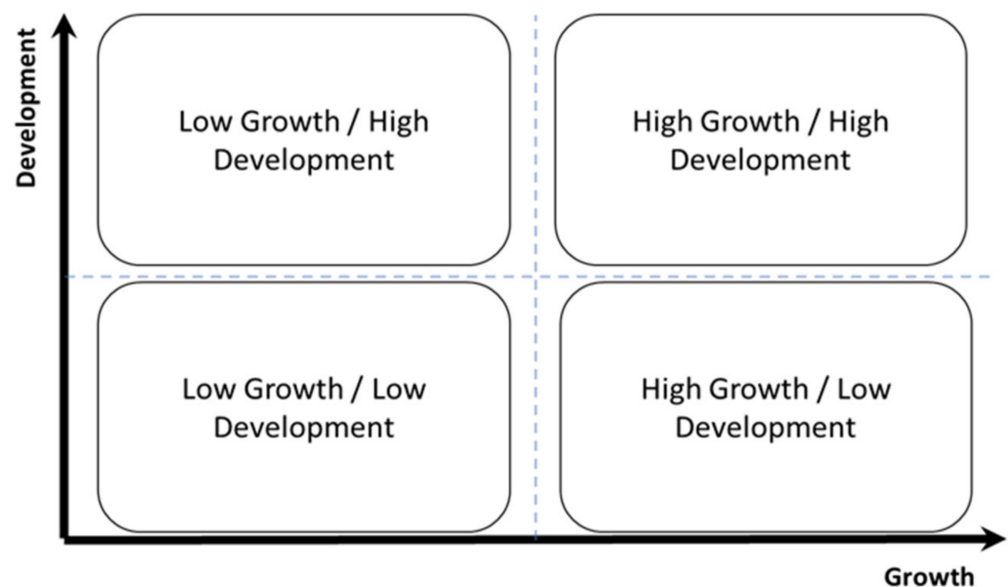 Development
Low Growth / High
Development
High Growth / High
Development
Low Growth / Low
Development
High Growth / Low
Development
Growth